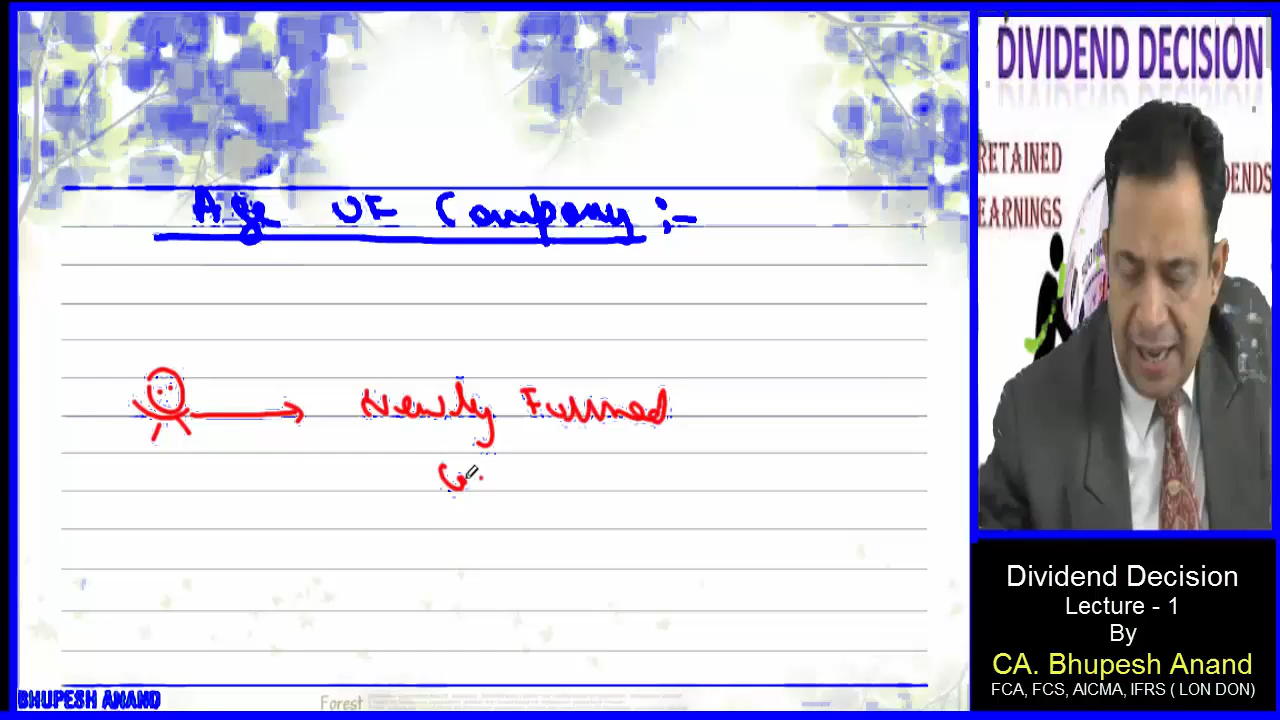 Age OF Company :-
Newly Formed
BHUPESH ANAND
Forest
DIVIDEND DECISION
RETAINED
EARNINGS
DENDS
Dividend Decision
Lecture - 1
By
CA. Bhupesh Anand
FCA, FCS, AICMA, IFRS ( LON DON)